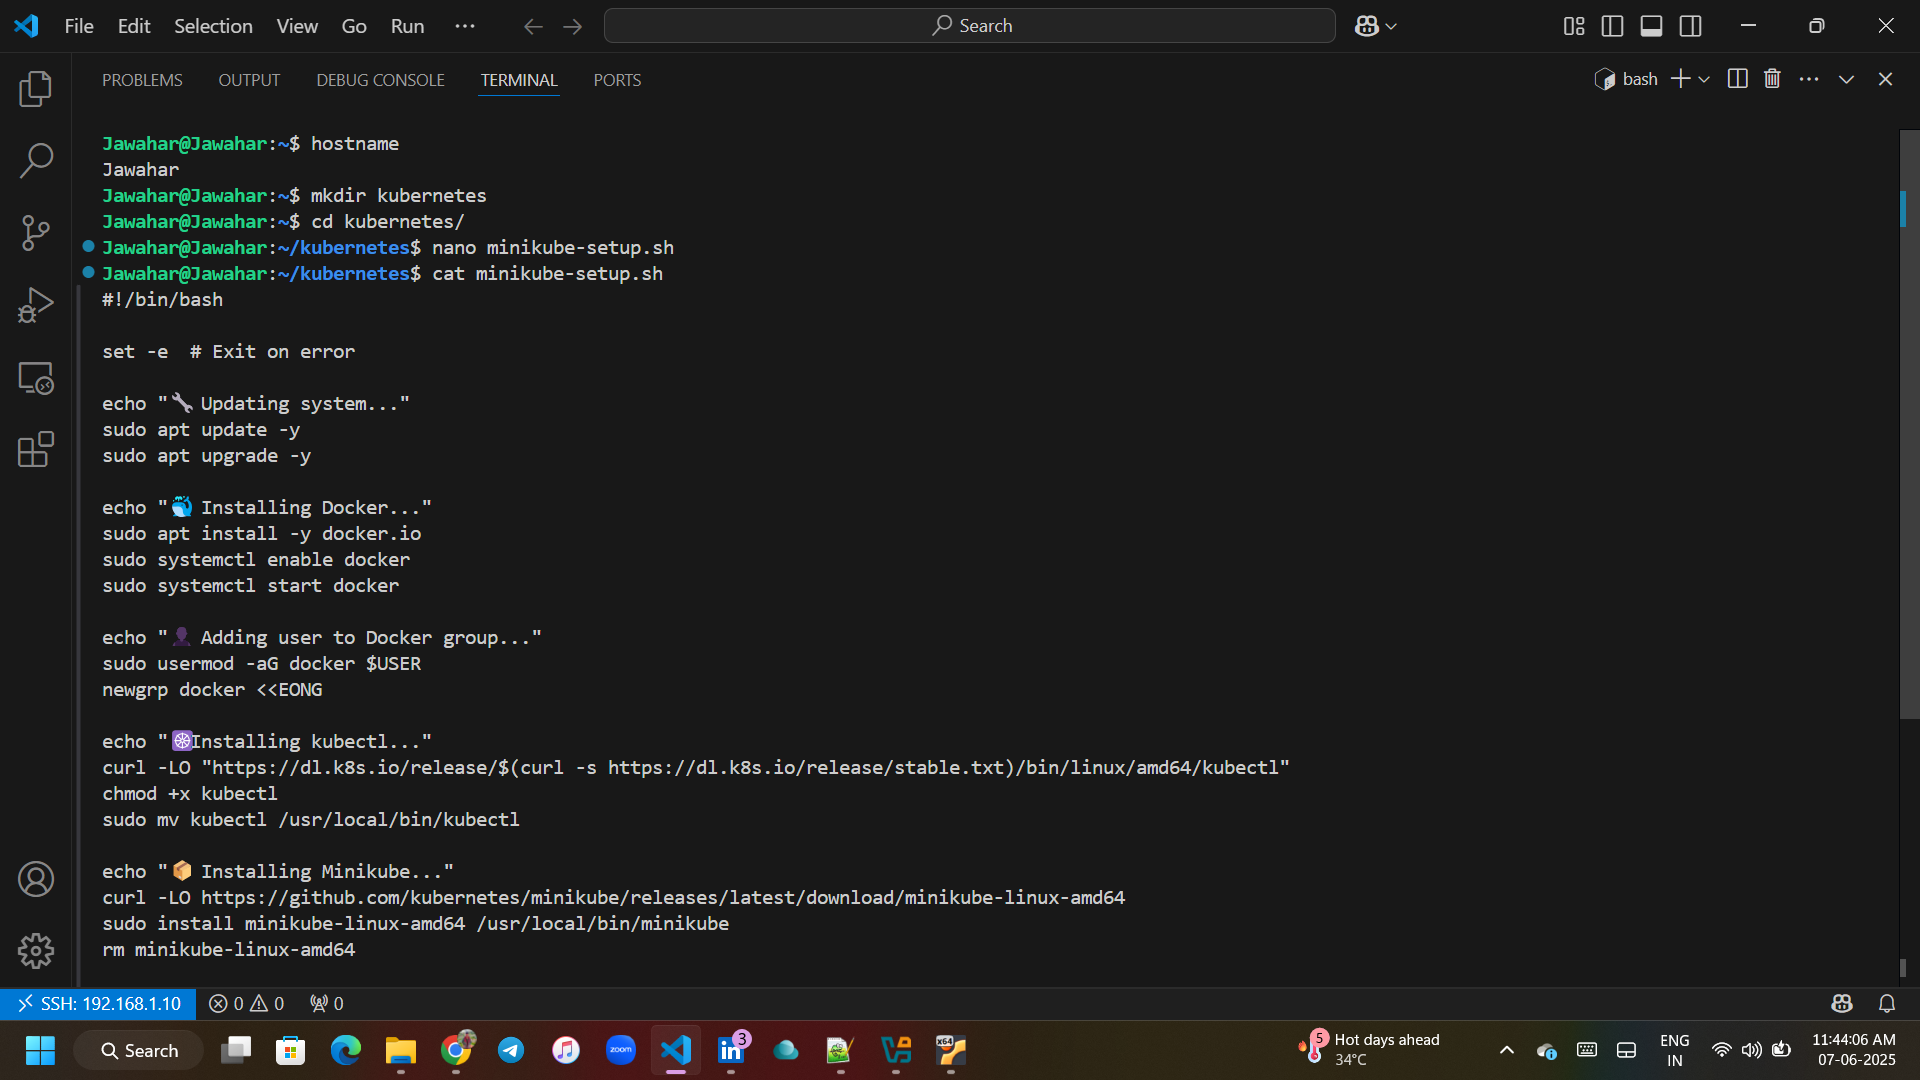 File Edit Selection View Go Run ··· Search
PROBLEMS OUTPUT DEBUG CONSOLE TERMINAL PORTS bash
Jawahar@Jawahar:~$ hostname
Jawahar
Jawahar@Jawahar:~$ mkdir kubernetes
Jawahar@Jawahar:~$ cd kubernetes/
Jawahar@Jawahar:~/kubernetes$ nano minikube-setup.sh
Jawahar@Jawahar:~/kubernetes$ cat minikube-setup.sh
#!/bin/bash
set -e  # Exit on error
echo "🔧 Updating system..."
sudo apt update -y
sudo apt upgrade -y
echo "🐳 Installing Docker..."
sudo apt install -y docker.io
sudo systemctl enable docker
sudo systemctl start docker
echo "👤 Adding user to Docker group..."
sudo usermod -aG docker $USER
newgrp docker <<EONG
echo "☸️Installing kubectl..."
curl -LO "https://dl.k8s.io/release/$(curl -s https://dl.k8s.io/release/stable.txt)/bin/linux/amd64/kubectl"
chmod +x kubectl
sudo mv kubectl /usr/local/bin/kubectl
echo "📦 Installing Minikube..."
curl -LO https://github.com/kubernetes/minikube/releases/latest/download/minikube-linux-amd64
sudo install minikube-linux-amd64 /usr/local/bin/minikube
rm minikube-linux-amd64
SSH: 192.168.1.10 0 0 0
Search zoom 3 x64 5 Hot days ahead ENG 11:44:06 AM
34°C IN 07-06-2025